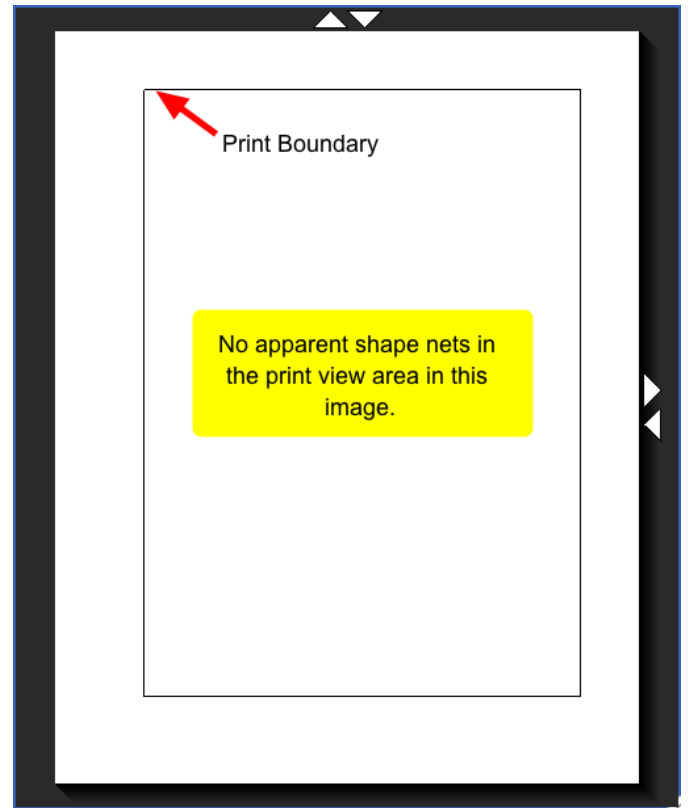 Print Boundary
No apparent shape nets in
the print view area in this
image.